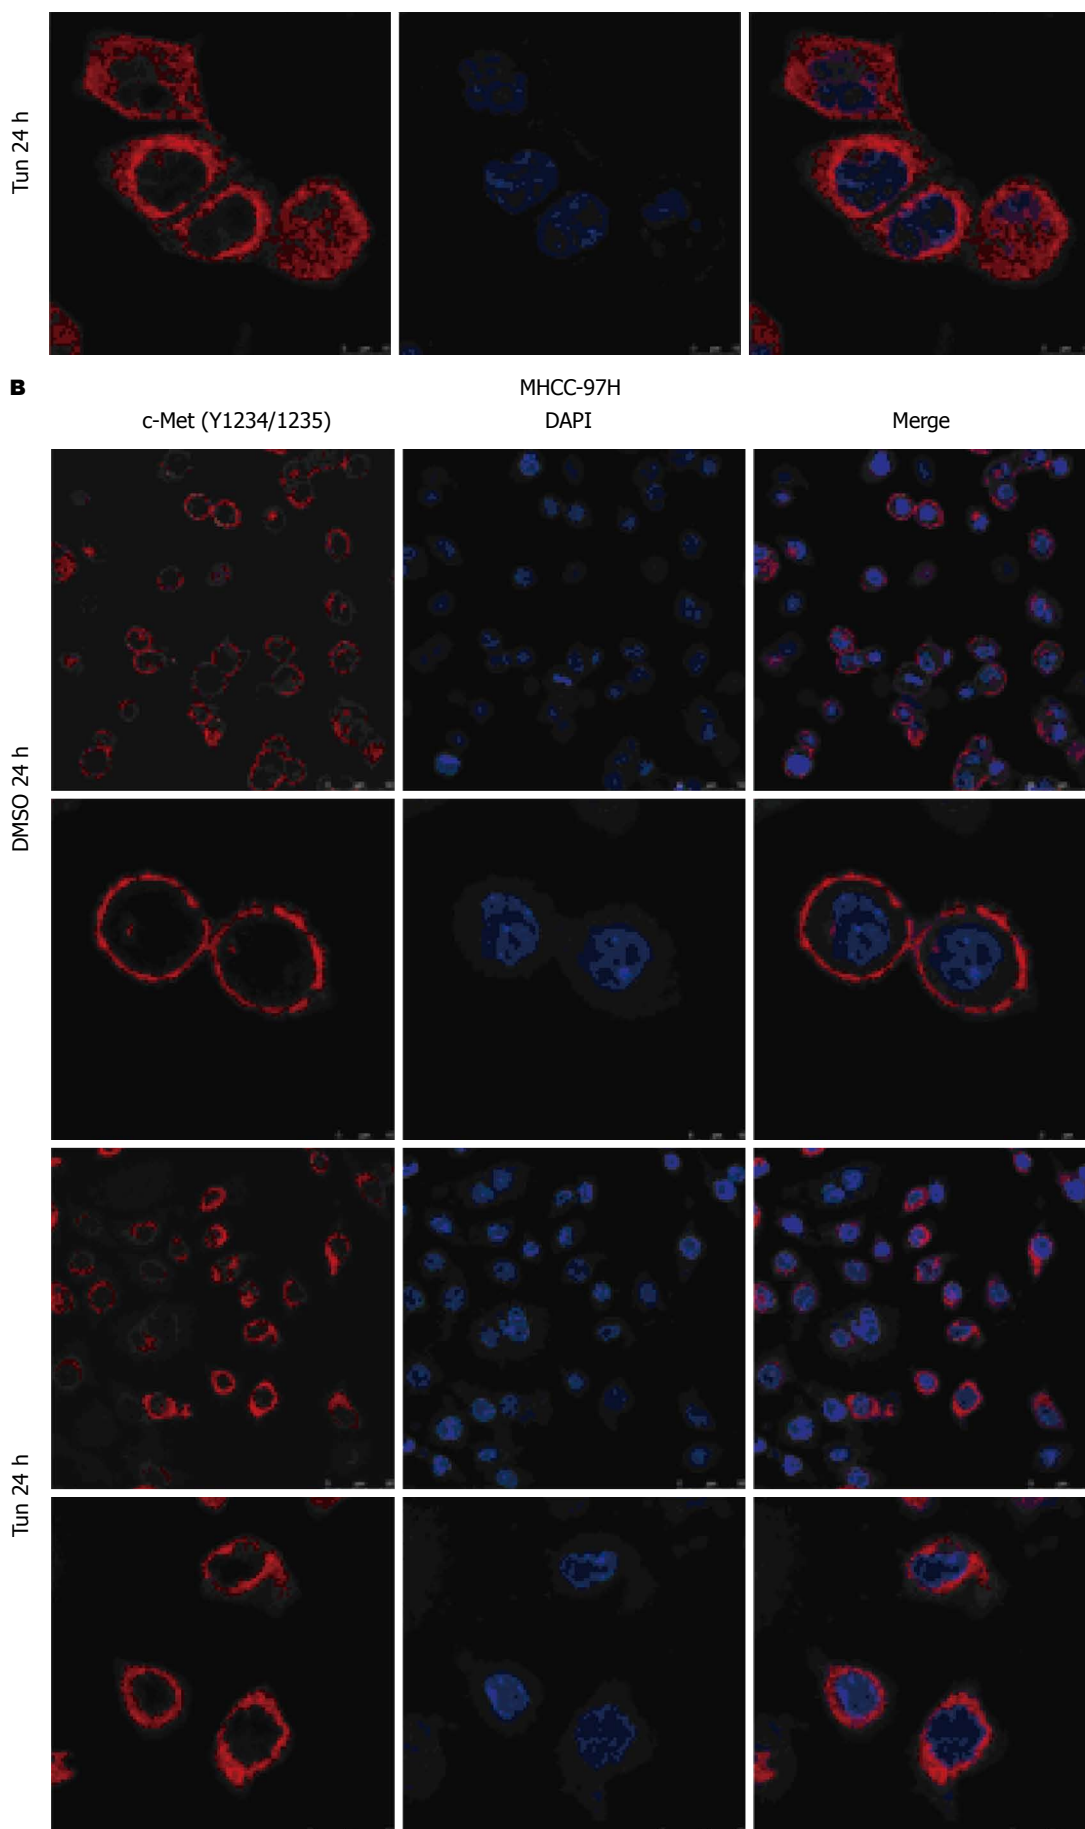 Tun 24 h
B
MHCC-97H
c-Met (Y1234/1235)
DAPI
Merge
DMSO 24 h
Tun 24 h